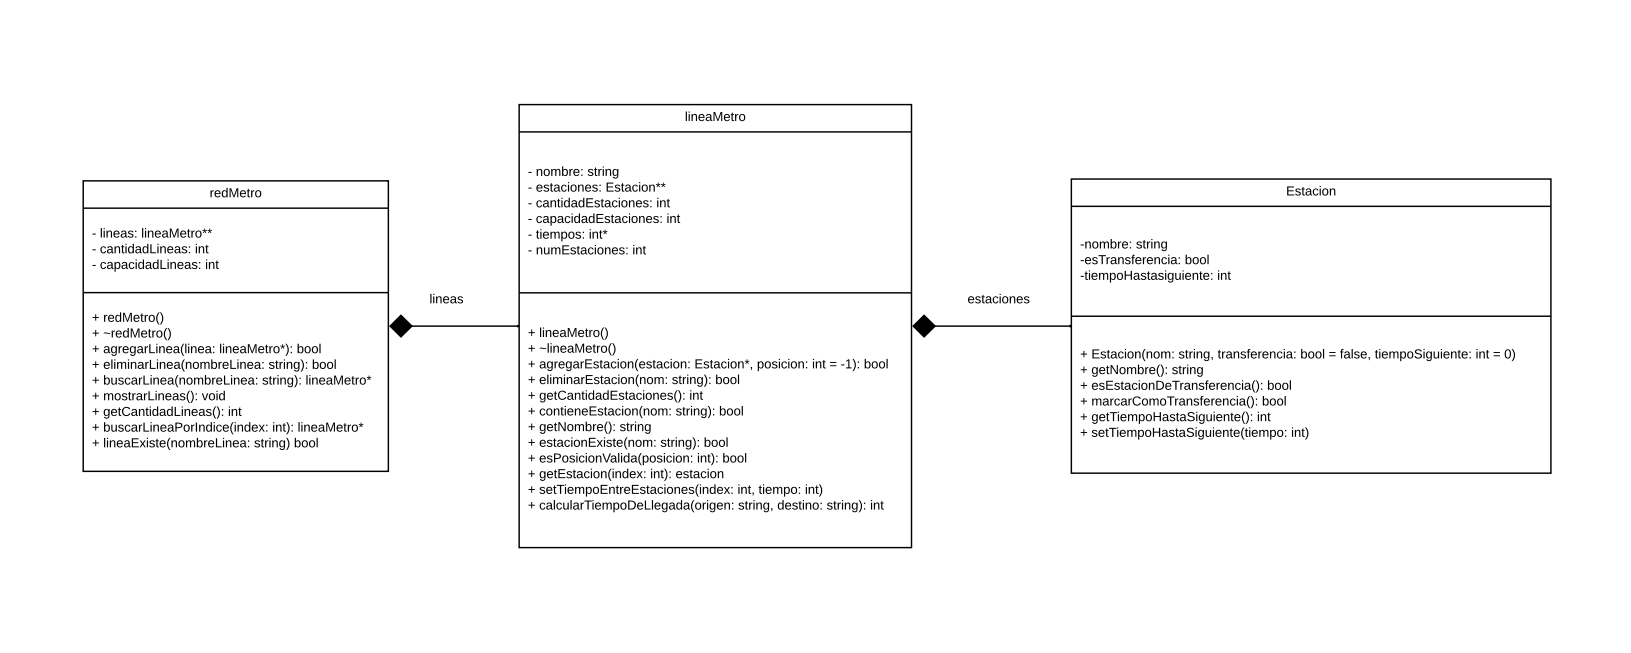 redMetro
- lineas: lineaMetro**
- cantidadLineas: int
- capacidadLineas: int
+ redMetro()
+ ~redMetro()
+ agregarLinea(linea: lineaMetro*): bool
+ eliminarLinea(nombreLinea: string): bool
+ buscarLinea(nombreLinea: string): lineaMetro*
+ mostrarLineas(): void
+ getCantidadLineas(): int
+ buscarLineaPorIndice(index: int): lineaMetro*
+ lineaExiste(nombreLinea: string) bool
lineas
lineaMetro
- nombre: string
- estaciones: Estacion**
- cantidadEstaciones: int
- capacidadEstaciones: int
- tiempos: int*
- numEstaciones: int
+ lineaMetro()
+ ~lineaMetro()
+ agregarEstacion(estacion: Estacion*, posicion: int = -1): bool
+ eliminarEstacion(nom: string): bool
+ getCantidadEstaciones(): int
+ contieneEstacion(nom: string): bool
+ getNombre(): string
+ estacionExiste(nom: string): bool
+ esPosicionValida(posicion: int): bool
+ getEstacion(index: int): estacion
+ setTiempoEntreEstaciones(index: int, tiempo: int)
+ calcularTiempoDeLlegada(origen: string, destino: string): int
estaciones
Estacion
-nombre: string
-esTransferencia: bool
-tiempoHastasiguiente: int
+ Estacion(nom: string, transferencia: bool = false, tiempoSiguiente: int = 0)
+ getNombre(): string
+ esEstacionDeTransferencia(): bool
+ marcarComoTransferencia(): bool
+ getTiempoHastaSiguiente(): int
+ setTiempoHastaSiguiente(tiempo: int)